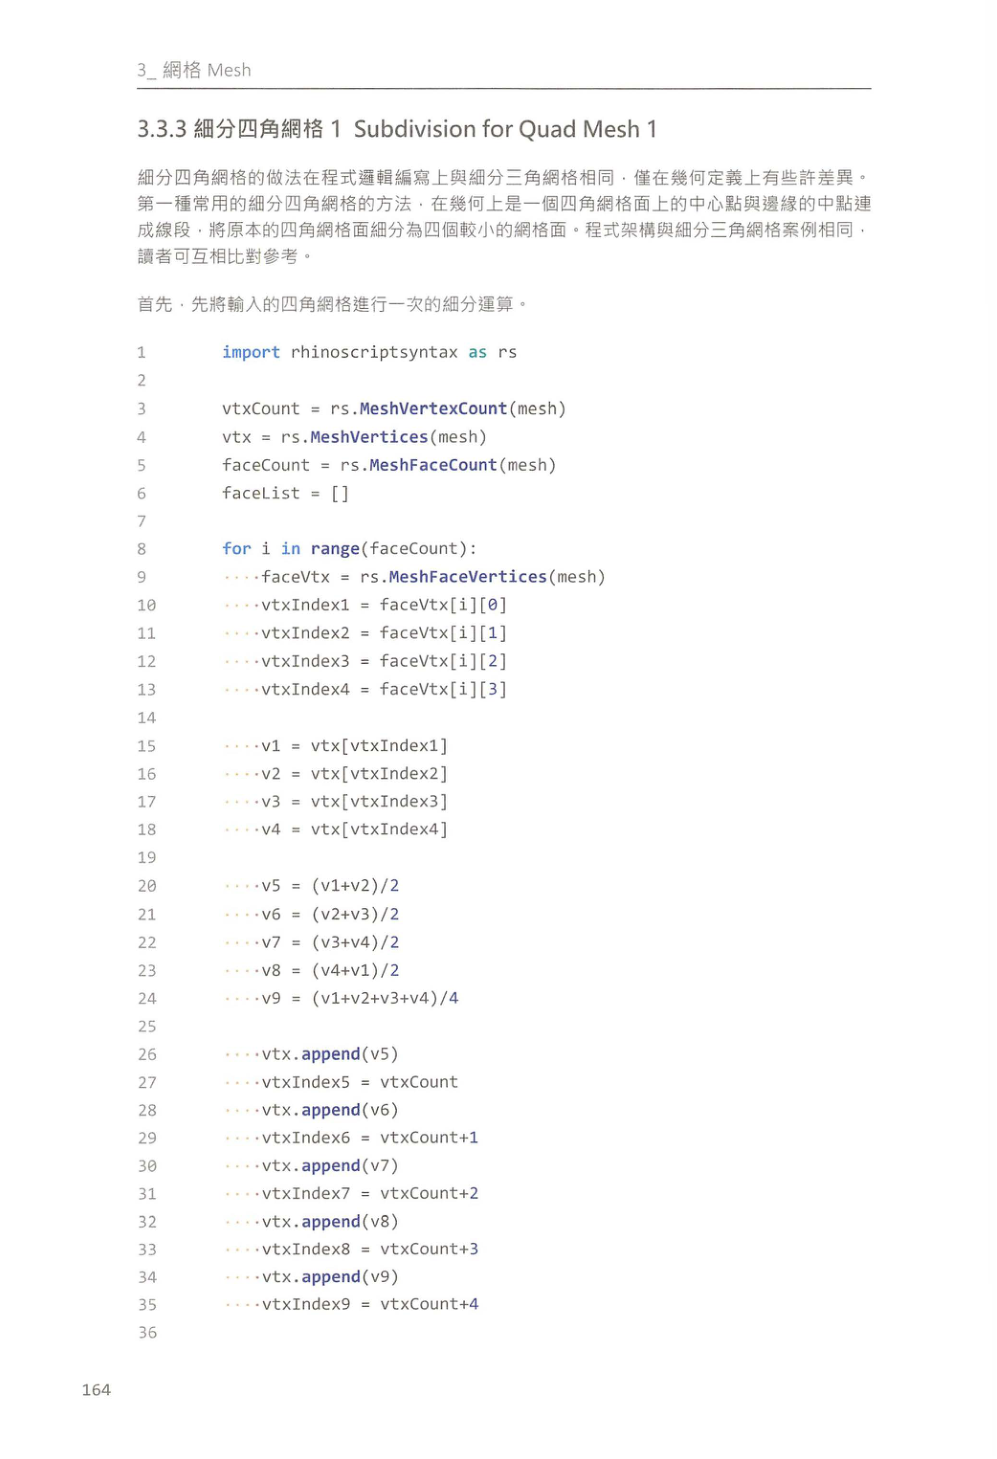 3_ 網格 Mesh
3.3.3 細分四角網格 1 Subdivision for Quad Mesh 1
細分四角網格的做法在程式邏輯編寫上與細分三角網格相同，僅在幾何定義上有些許差異。
第一種常用的細分四角網格的方法，在幾何上是一個四角網格面上的中心點與邊緣的中點連
成線段，將原本的四角網格面細分為四個較小的網格面。程式架構與細分三角網格案例相同，
讀者可互相比對參考。
首先，先將輸入的四角網格進行一次的細分運算。
1 import rhinoscriptsyntax as rs
2
3 vtxCount = rs.MeshVertexCount(mesh)
4 vtx = rs.MeshVertices(mesh)
5 faceCount = rs.MeshFaceCount(mesh)
6 faceList = []
7
8 for i in range(faceCount):
9 ····faceVtx = rs.MeshFaceVertices(mesh)
10 ····vtxIndex1 = faceVtx[i][0]
11 ····vtxIndex2 = faceVtx[i][1]
12 ····vtxIndex3 = faceVtx[i][2]
13 ····vtxIndex4 = faceVtx[i][3]
14
15 ····v1 = vtx[vtxIndex1]
16 ····v2 = vtx[vtxIndex2]
17 ····v3 = vtx[vtxIndex3]
18 ····v4 = vtx[vtxIndex4]
19
20 ····v5 = (v1+v2)/2
21 ····v6 = (v2+v3)/2
22 ····v7 = (v3+v4)/2
23 ····v8 = (v4+v1)/2
24 ····v9 = (v1+v2+v3+v4)/4
25
26 ····vtx.append(v5)
27 ····vtxIndex5 = vtxCount
28 ····vtx.append(v6)
29 ····vtxIndex6 = vtxCount+1
30 ····vtx.append(v7)
31 ····vtxIndex7 = vtxCount+2
32 ····vtx.append(v8)
33 ····vtxIndex8 = vtxCount+3
34 ····vtx.append(v9)
35 ····vtxIndex9 = vtxCount+4
36
164